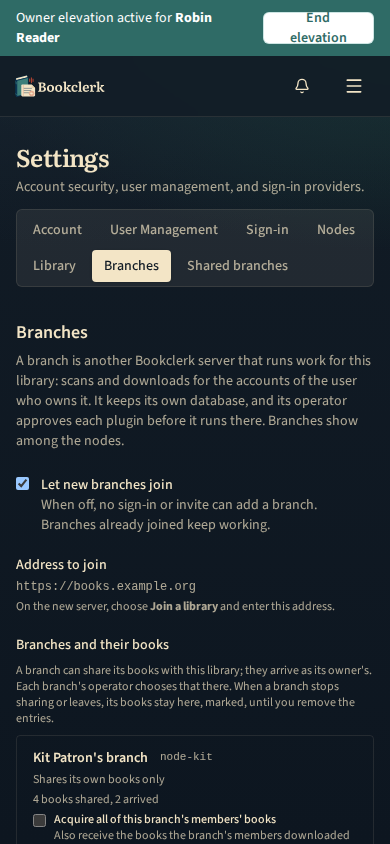 Owner elevation active for Robin
Reader
End
elevation
Bookclerk
Settings
Account security, user management, and sign-in providers.
Account User Management Sign-in Nodes
Library Branches Shared branches
Branches
A branch is another Bookclerk server that runs work for this
library: scans and downloads for the accounts of the user
who owns it. It keeps its own database, and its operator
approves each plugin before it runs there. Branches show
among the nodes.
Let new branches join
When off, no sign-in or invite can add a branch.
Branches already joined keep working.
Address to join
https://books.example.org
On the new server, choose Join a library and enter this address.
Branches and their books
A branch can share its books with this library; they arrive as its owner's.
Each branch's operator chooses that there. When a branch stops
sharing or leaves, its books stay here, marked, until you remove the
entries.
Kit Patron's branch node-kit
Shares its own books only
4 books shared, 2 arrived
Acquire all of this branch's members' books
Also receive the books the branch's members downloaded